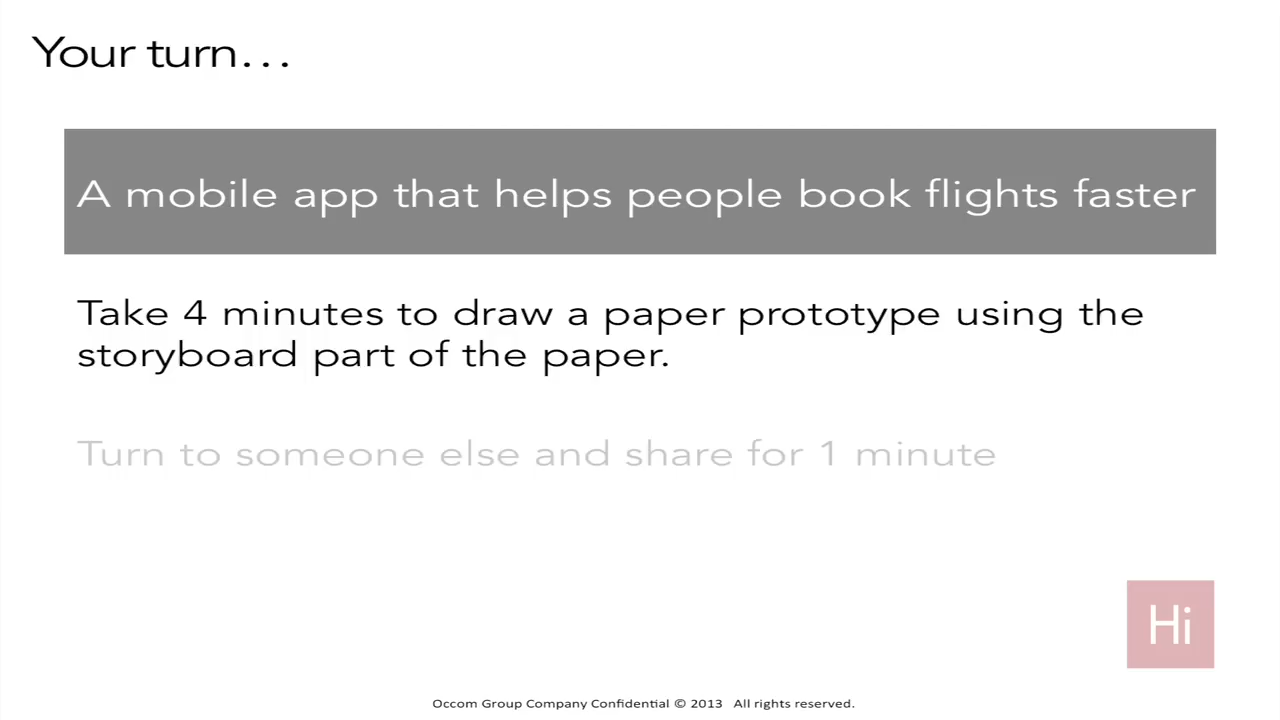 Your turn…
A mobile app that helps people book flights faster
Take 4 minutes to draw a paper prototype using the
storyboard part of the paper.
Turn to someone else and share for 1 minute
Hi
Occom Group Company Confidential © 2013 All rights reserved.